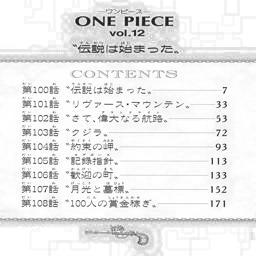 ーワンピースー
ONE PIECE
vol.12
〝伝説は始まった〟
CONTENTS
第100話 〝伝説は始まった〟 7
第101話 〝リヴァース・マウンテン〟 33
第102話 〝さて、偉大なる航路〟 53
第103話 〝クジラ〟 72
第104話 〝約束の岬〟 93
第105話 〝記録指針〟 113
第106話 〝歓迎の町〟 133
第107話 〝月光と墓標〟 152
第108話 〝100人の賞金稼ぎ〟 171